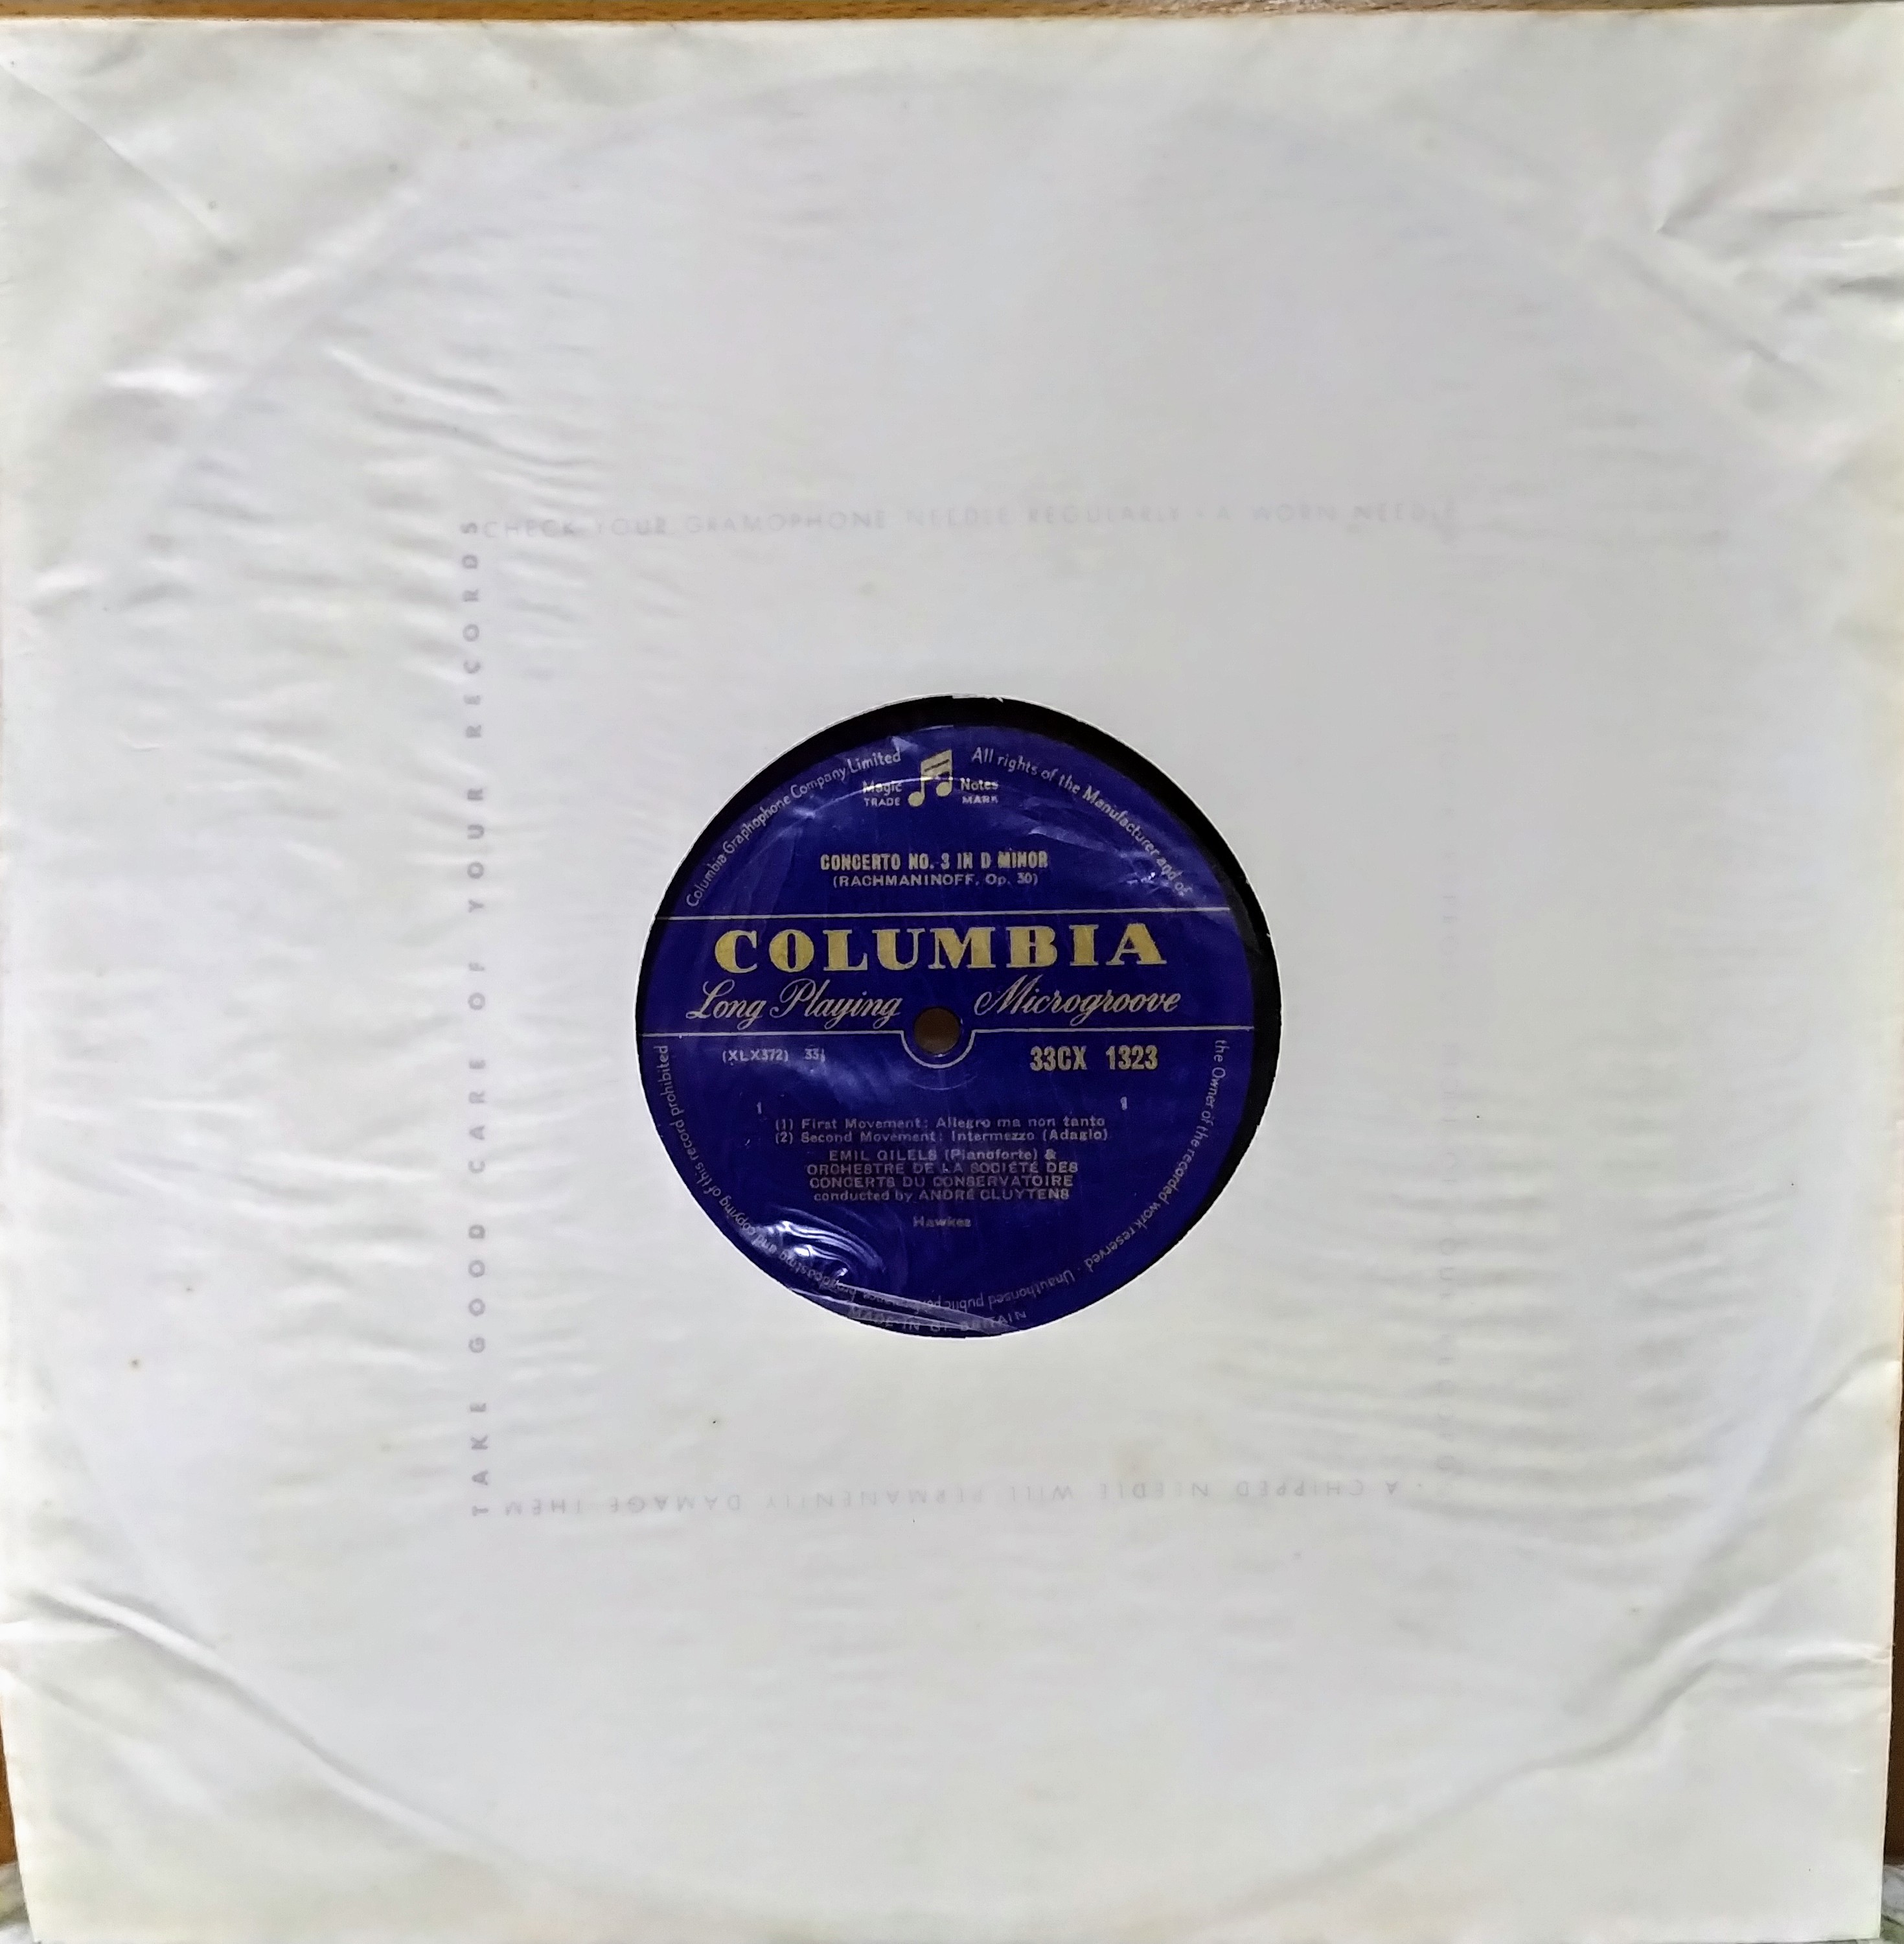 CHECK YOUR GRAMOPHONE NEEDLE REGULARLY · A WORN NEEDLE
TAKE GOOD CARE OF YOUR RECORDS
· A CHIPPED NEEDLE WILL PERMANENTLY DAMAGE THEM
Columbia Graphophone Company Limited
All rights of the Manufacturer and of
the Owner of the recorded work reserved · Unauthorised public performance broadcasting and copying of this record prohibited
Magic Notes
TRADE MARK
CONCERTO NO. 3 IN D MINOR
(RACHMANINOFF, Op. 30)
COLUMBIA
Long Playing Microgroove
(XLX372) 33⅓ 33CX 1323
1
(1) First Movement: Allegro ma non tanto
(2) Second Movement: Intermezzo (Adagio)
EMIL GILELS (Pianoforte) &
ORCHESTRE DE LA SOCIÉTÉ DES
CONCERTS DU CONSERVATOIRE
conducted by ANDRÉ CLUYTENS
Hawkes
MADE IN GT. BRITAIN